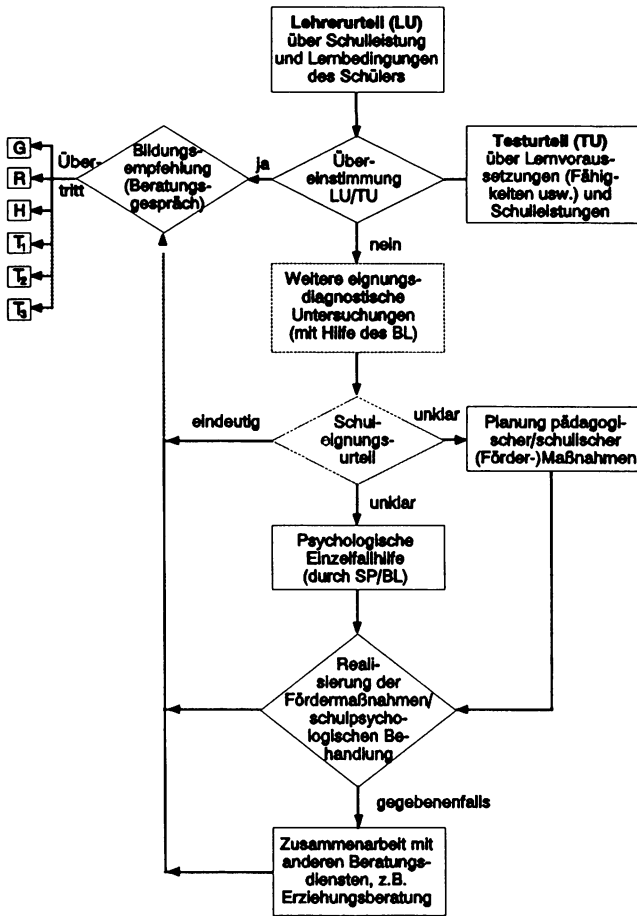 Lehrerurteil (LU)
über Schulleistung
und Lernbedingungen
des Schülers
G
R
H
T1
T2
T3
Über-
tritt
Bildungs-
empfehlung
(Beratungs-
gespräch)
ja
Über-
einstimmung
LU/TU
Testurteil (TU)
über Lernvoraus-
setzungen (Fähig-
keiten usw.) und
Schulleistungen
nein
Weitere eignungs-
diagnostische
Untersuchungen
(mit Hilfe des BL)
eindeutig
Schul-
eignungs-
urteil
unklar
Planung pädagogi-
scher/schulischer
(Förder-)Maßnahmen
unklar
Psychologische
Einzelfallhilfe
(durch SP/BL)
Reali-
sierung der
Fördermaßnahmen/
schulpsycho-
logischen Be-
handlung
gegebenenfalls
Zusammenarbeit mit
anderen Beratungs-
diensten, z.B.
Erziehungsberatung